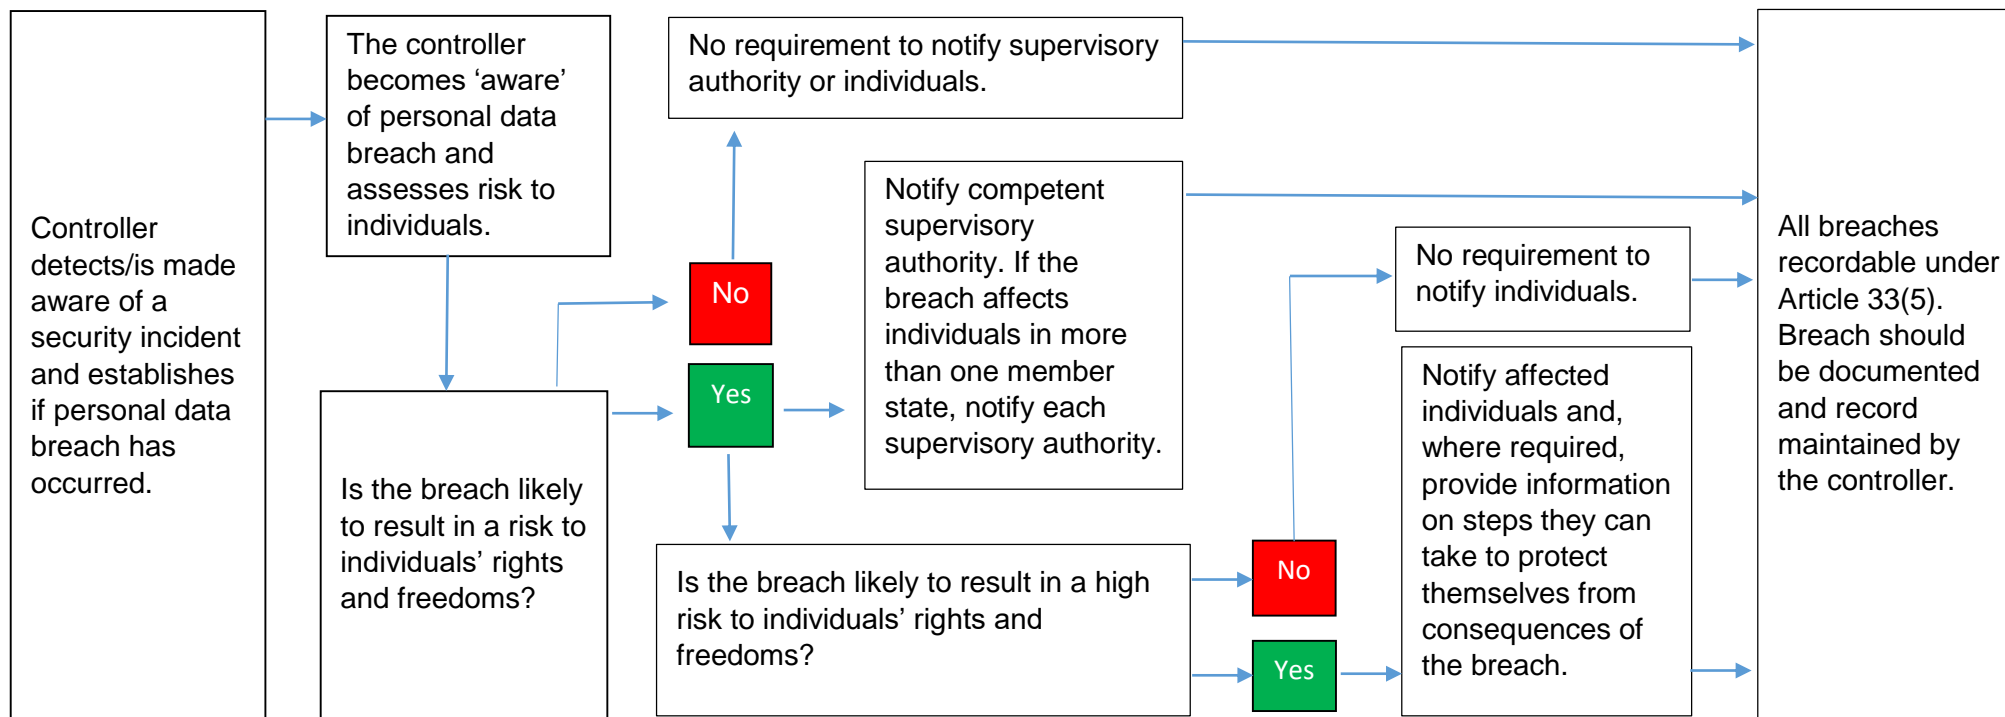 Controller
detects/is made
aware of a
security incident
and establishes
if personal data
breach has
occurred.
The controller
becomes ‘aware’
of personal data
breach and
assesses risk to
individuals.
Is the breach likely
to result in a risk to
individuals’ rights
and freedoms?
No
Yes
No requirement to notify supervisory
authority or individuals.
Notify competent
supervisory
authority. If the
breach affects
individuals in more
than one member
state, notify each
supervisory authority.
Is the breach likely to result in a high
risk to individuals’ rights and
freedoms?
No
Yes
No requirement to
notify individuals.
Notify affected
individuals and,
where required,
provide information
on steps they can
take to protect
themselves from
consequences of
the breach.
All breaches
recordable under
Article 33(5).
Breach should
be documented
and record
maintained by
the controller.